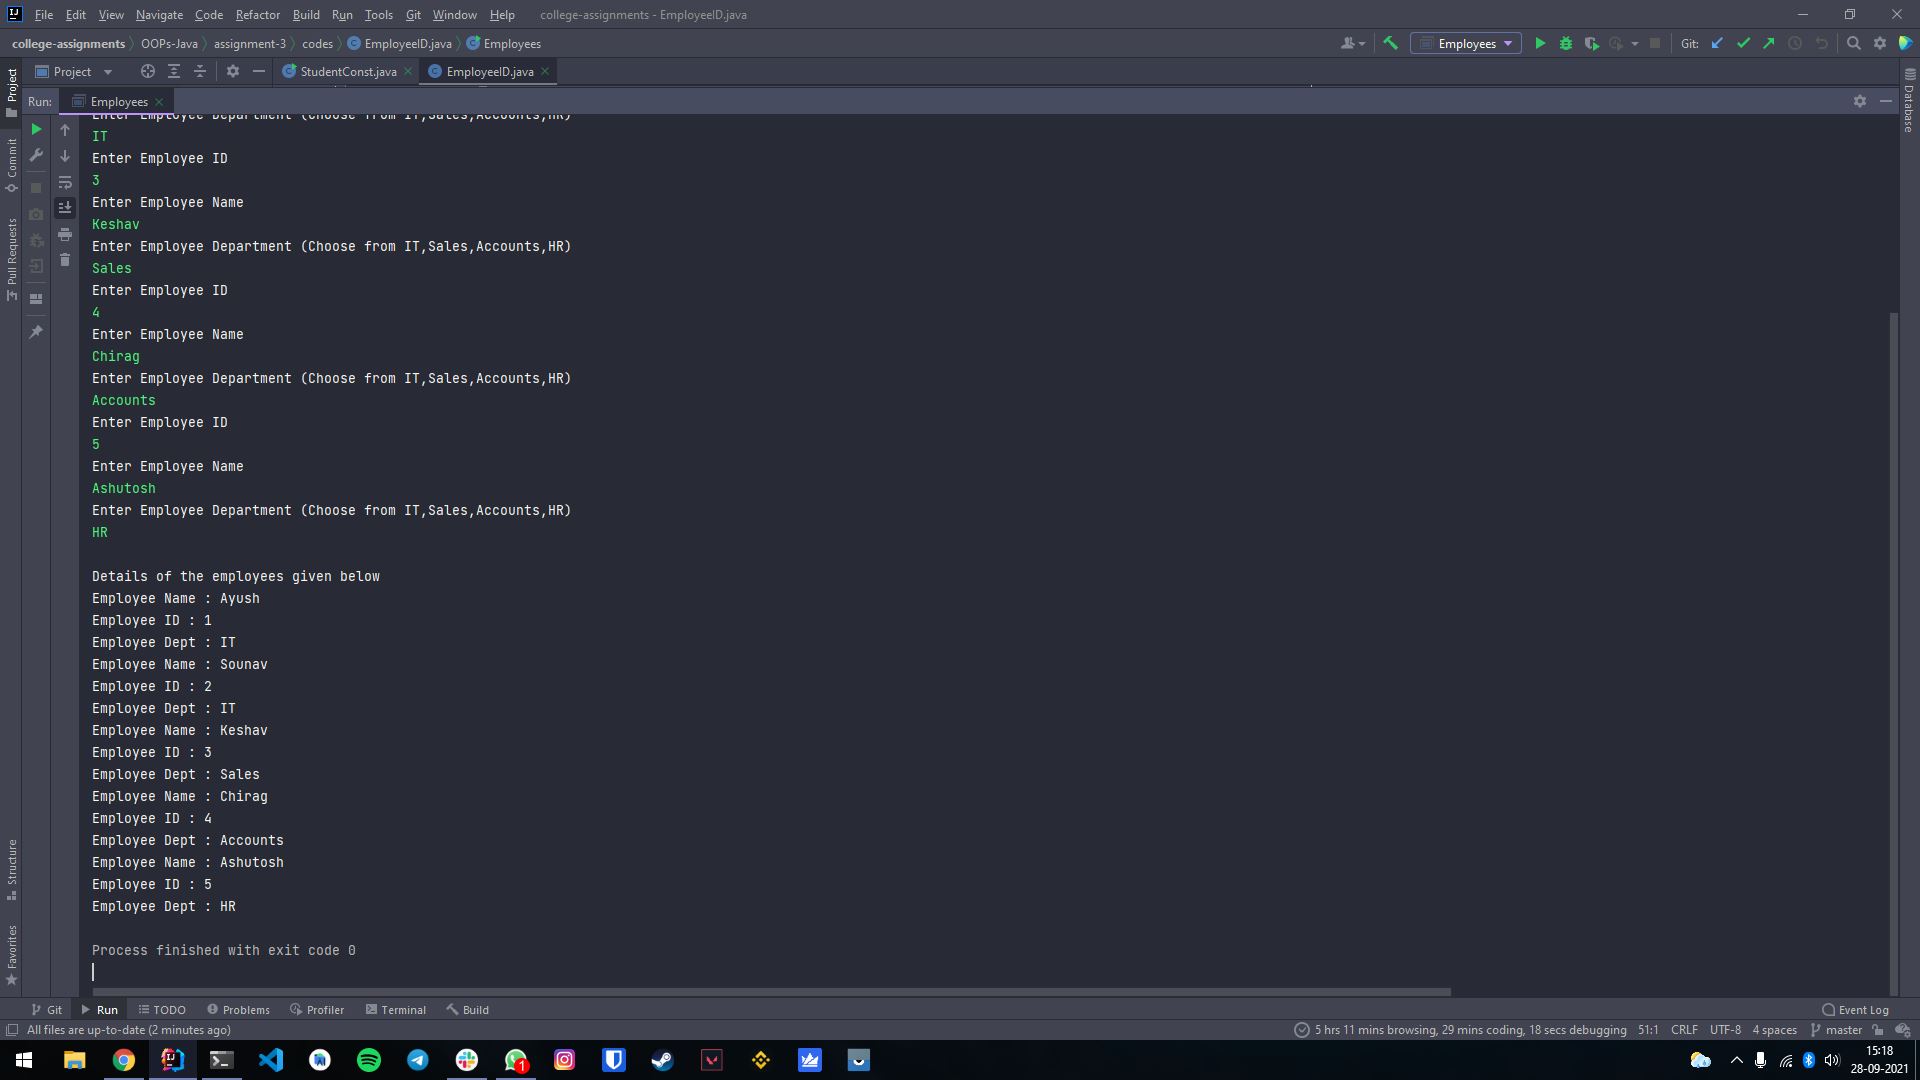 IJ File Edit View Navigate Code Refactor Build Run Tools Git Window Help college-assignments - EmployeeID.java
college-assignments OOPs-Java assignment-3 codes EmployeeID.java Employees Employees Git:
Project StudentConst.java EmployeeID.java
Run: Employees
Project
Commit
Pull Requests
Structure
Favorites
Database
Enter Employee Department (Choose from IT,Sales,Accounts,HR)
IT
Enter Employee ID
3
Enter Employee Name
Keshav
Enter Employee Department (Choose from IT,Sales,Accounts,HR)
Sales
Enter Employee ID
4
Enter Employee Name
Chirag
Enter Employee Department (Choose from IT,Sales,Accounts,HR)
Accounts
Enter Employee ID
5
Enter Employee Name
Ashutosh
Enter Employee Department (Choose from IT,Sales,Accounts,HR)
HR
Details of the employees given below
Employee Name : Ayush
Employee ID : 1
Employee Dept : IT
Employee Name : Sounav
Employee ID : 2
Employee Dept : IT
Employee Name : Keshav
Employee ID : 3
Employee Dept : Sales
Employee Name : Chirag
Employee ID : 4
Employee Dept : Accounts
Employee Name : Ashutosh
Employee ID : 5
Employee Dept : HR
Process finished with exit code 0
Git Run TODO Problems Profiler Terminal Build Event Log
All files are up-to-date (2 minutes ago) 5 hrs 11 mins browsing, 29 mins coding, 18 secs debugging 51:1 CRLF UTF-8 4 spaces master
1
15:18
28-09-2021